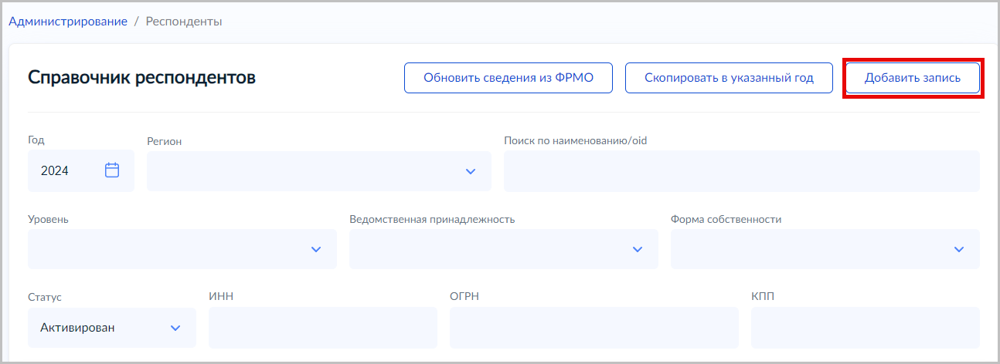 Администрирование / Респонденты
Справочник респондентов
Обновить сведения из ФРМО
Скопировать в указанный год
Добавить запись
Год
Регион
Поиск по наименованию/oid
2024
Уровень
Ведомственная принадлежность
Форма собственности
Статус
ИНН
ОГРН
КПП
Активирован